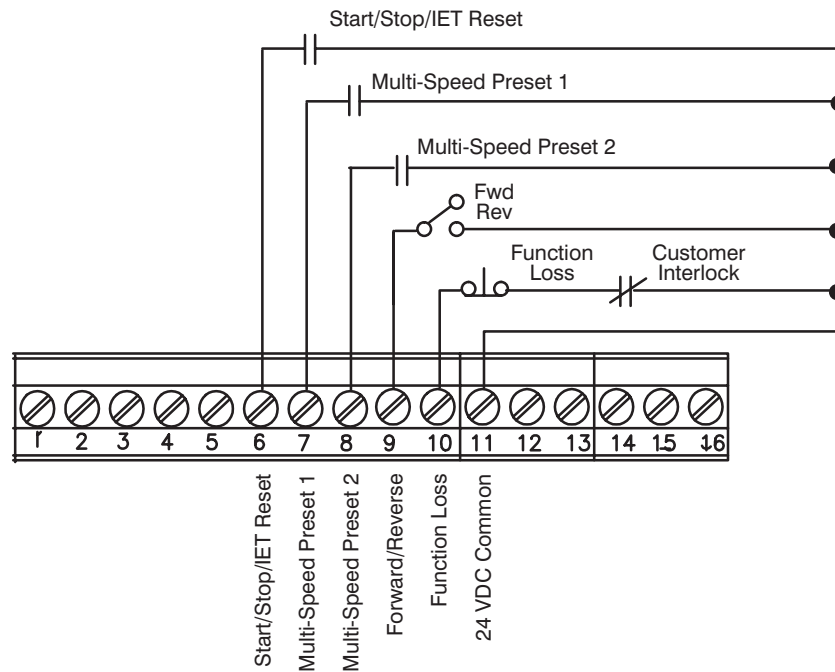 Start/Stop/IET Reset
Multi-Speed Preset 1
Multi-Speed Preset 2
Fwd
Rev
Function
Loss
Customer
Interlock
1 2 3 4 5 6 7 8 9 10 11 12 13 14 15 16
Start/Stop/IET Reset
Multi-Speed Preset 1
Multi-Speed Preset 2
Forward/Reverse
Function Loss
24 VDC Common